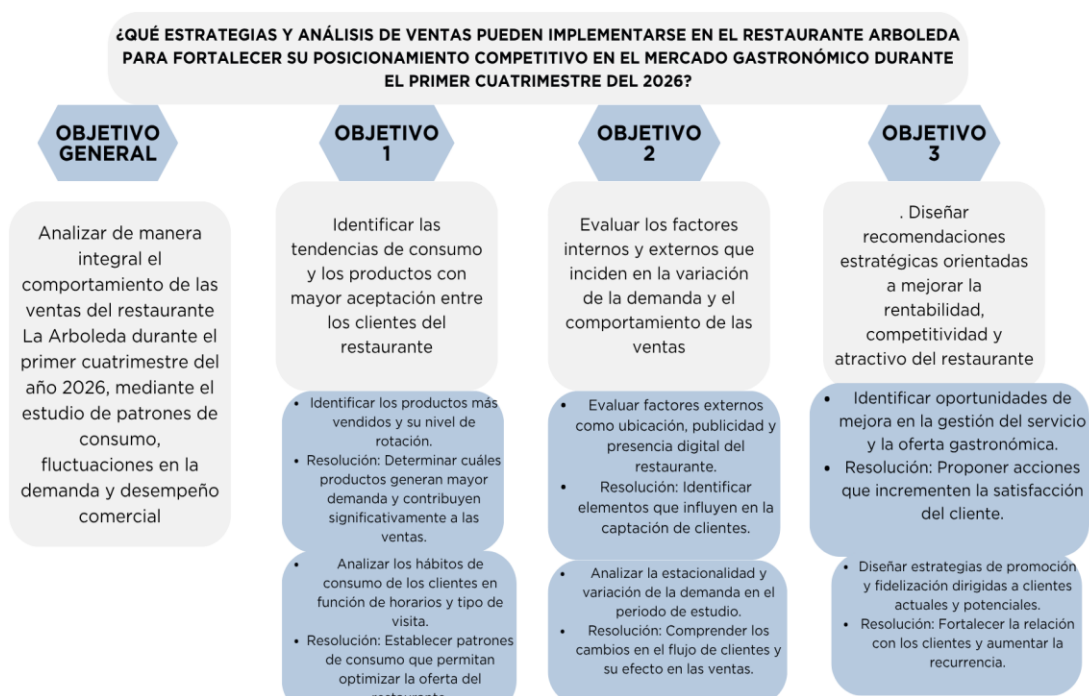 ¿QUÉ ESTRATEGIAS Y ANÁLISIS DE VENTAS PUEDEN IMPLEMENTARSE EN EL RESTAURANTE ARBOLEDA
PARA FORTALECER SU POSICIONAMIENTO COMPETITIVO EN EL MERCADO GASTRONÓMICO DURANTE
EL PRIMER CUATRIMESTRE DEL 2026?
OBJETIVO
GENERAL
Analizar de manera
integral el
comportamiento de las
ventas del restaurante
La Arboleda durante el
primer cuatrimestre del
año 2026, mediante el
estudio de patrones de
consumo,
fluctuaciones en la
demanda y desempeño
comercial
OBJETIVO
1
Identificar las
tendencias de consumo
y los productos con
mayor aceptación entre
los clientes del
restaurante
• Identificar los productos más
vendidos y su nivel de
rotación.
• Resolución: Determinar cuáles
productos generan mayor
demanda y contribuyen
significativamente a las
ventas.
• Analizar los hábitos de
consumo de los clientes en
función de horarios y tipo de
visita.
• Resolución: Establecer patrones
de consumo que permitan
optimizar la oferta del
restaurante
OBJETIVO
2
Evaluar los factores
internos y externos que
inciden en la variación
de la demanda y el
comportamiento de las
ventas
• Evaluar factores externos
como ubicación, publicidad y
presencia digital del
restaurante.
• Resolución: Identificar
elementos que influyen en la
captación de clientes.
• Analizar la estacionalidad y
variación de la demanda en el
periodo de estudio.
• Resolución: Comprender los
cambios en el flujo de clientes y
su efecto en las ventas.
OBJETIVO
3
. Diseñar
recomendaciones
estratégicas orientadas
a mejorar la
rentabilidad,
competitividad y
atractivo del restaurante
• Identificar oportunidades de
mejora en la gestión del servicio
y la oferta gastronómica.
• Resolución: Proponer acciones
que incrementen la satisfacción
del cliente.
• Diseñar estrategias de promoción
y fidelización dirigidas a clientes
actuales y potenciales.
• Resolución: Fortalecer la relación
con los clientes y aumentar la
recurrencia.